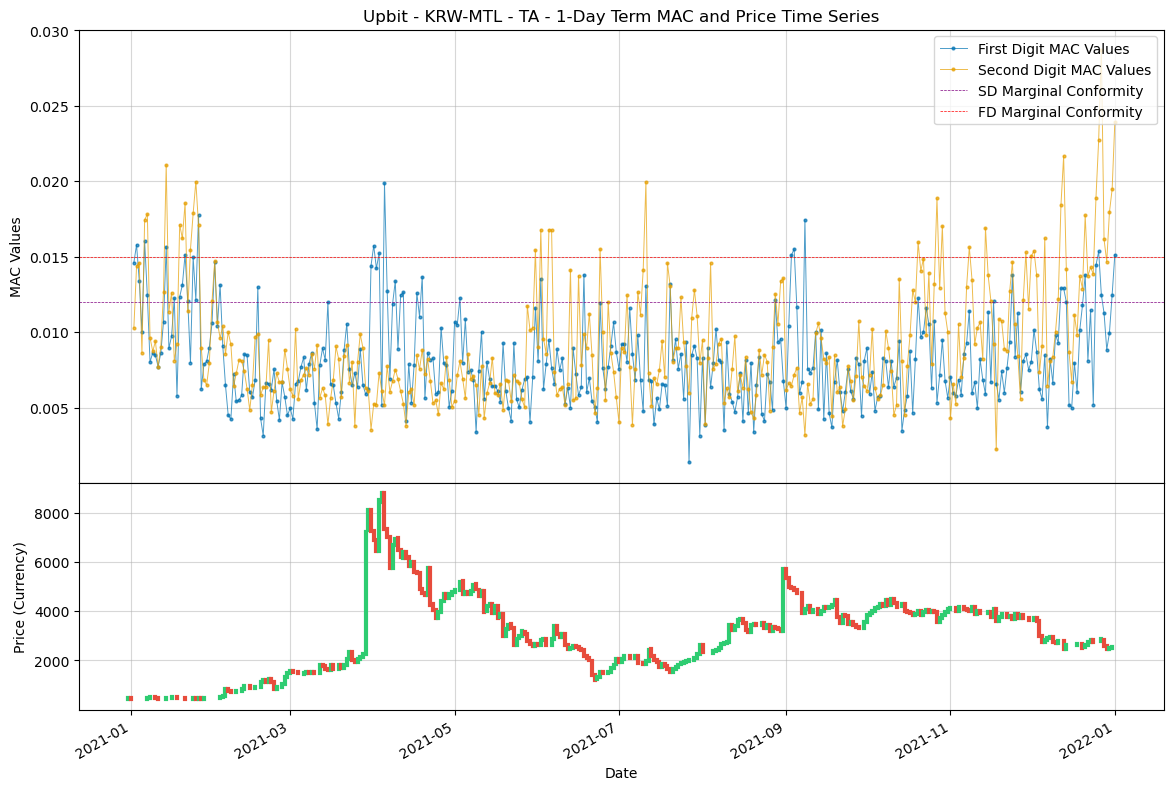 Upbit - KRW-MTL - TA - 1-Day Term MAC and Price Time Series
0.030
0.025
0.020
0.015
0.010
0.005
MAC Values
First Digit MAC Values
Second Digit MAC Values
SD Marginal Conformity
FD Marginal Conformity
8000
6000
4000
2000
Price (Currency)
2021-01
2021-03
2021-05
2021-07
2021-09
2021-11
2022-01
Date